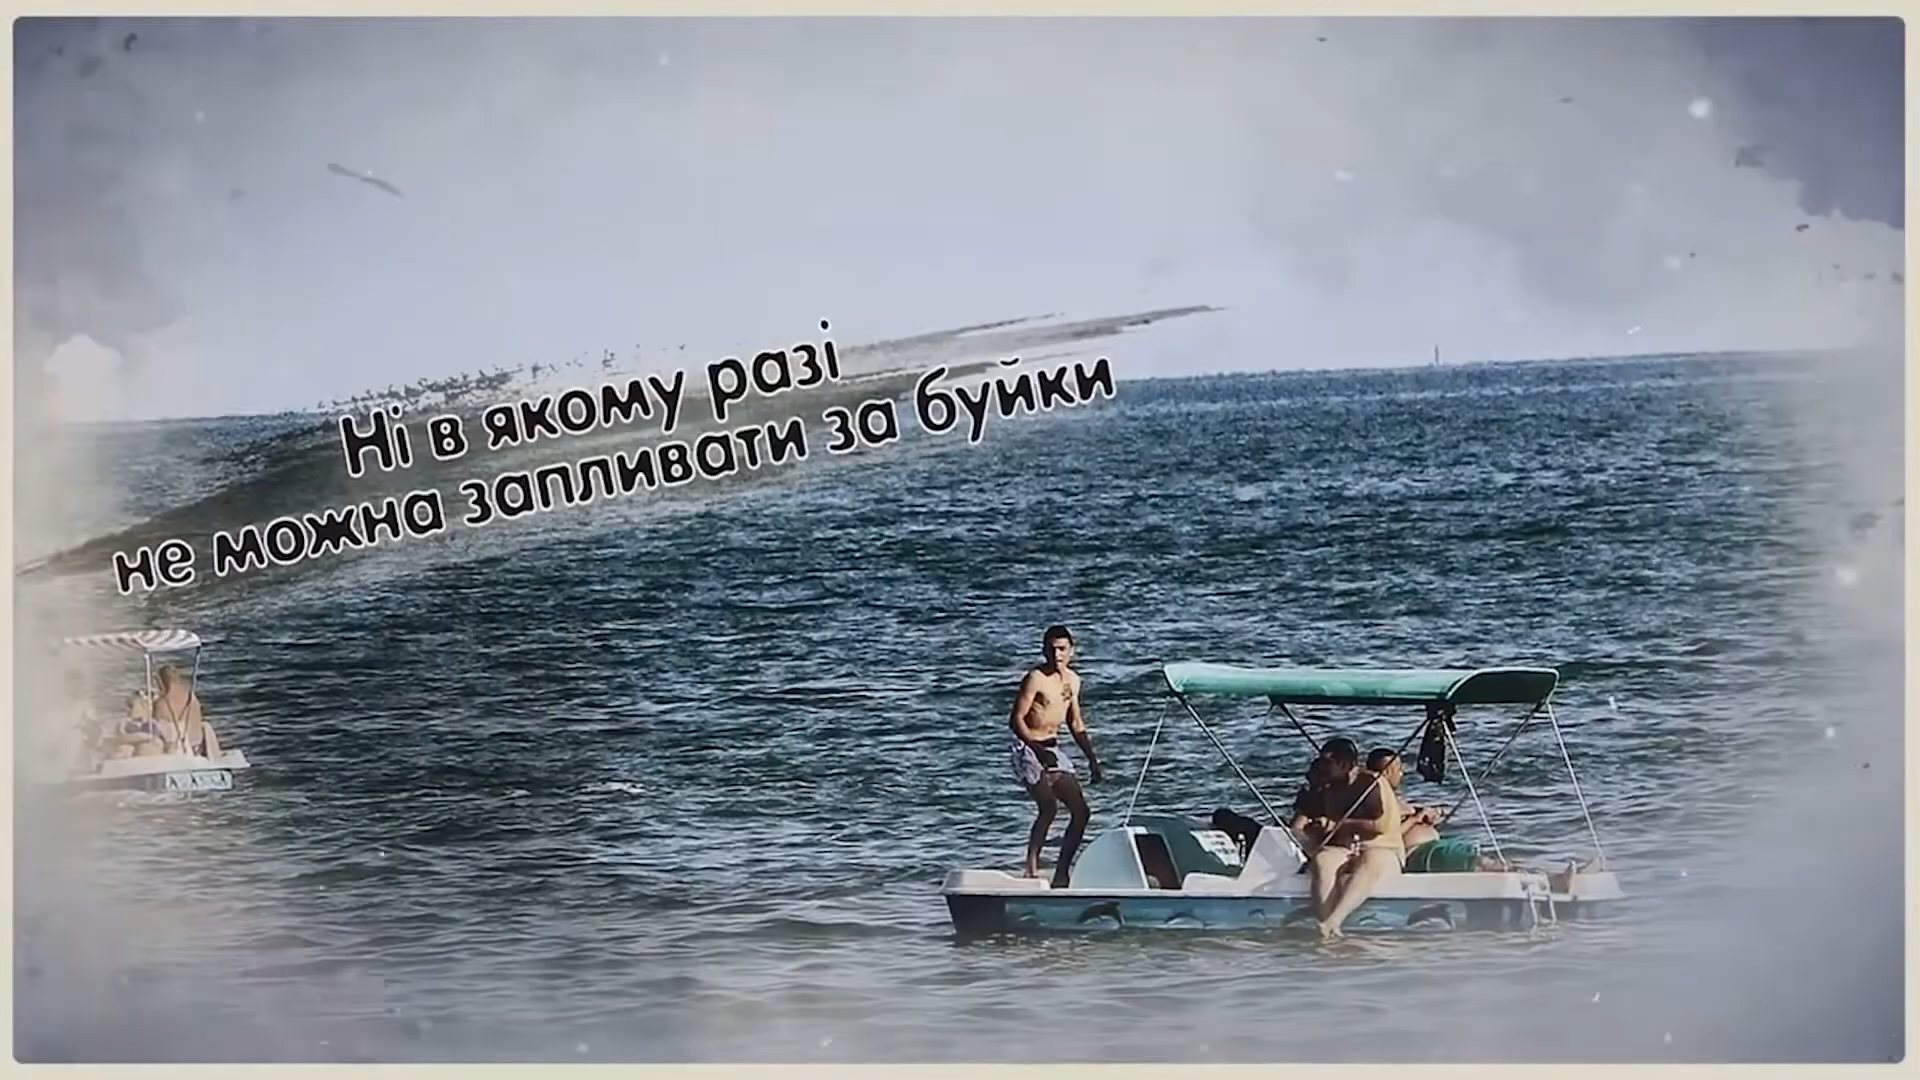 Ні в якому разі
не можна запливати за буйки